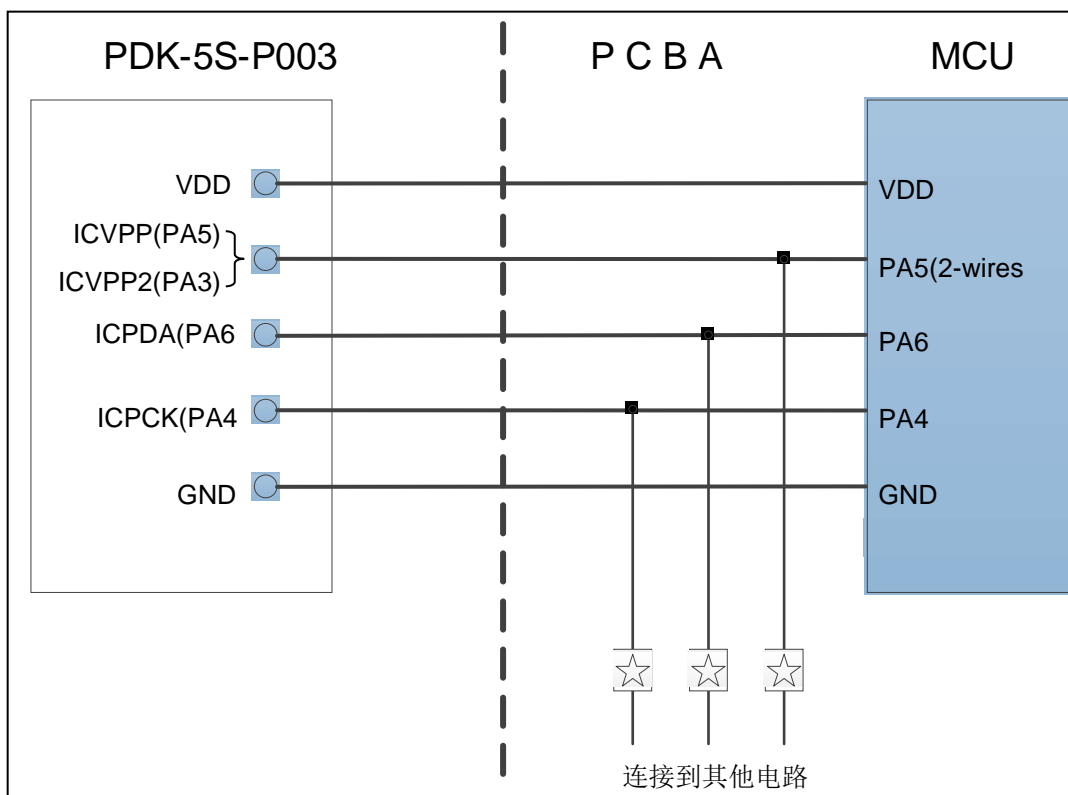 PDK-5S-P003
P C B A
MCU
VDD
VDD
ICVPP(PA5)
ICVPP2(PA3)
PA5(2-wires
ICPDA(PA6
PA6
ICPCK(PA4
PA4
GND
GND
连接到其他电路